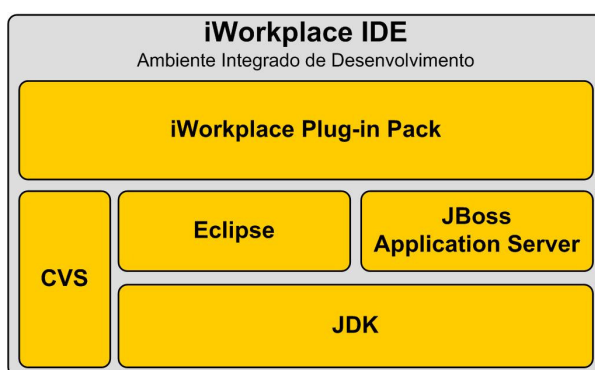 iWorkplace IDE
Ambiente Integrado de Desenvolvimento
iWorkplace Plug-in Pack
CVS
Eclipse
JBoss
Application Server
JDK